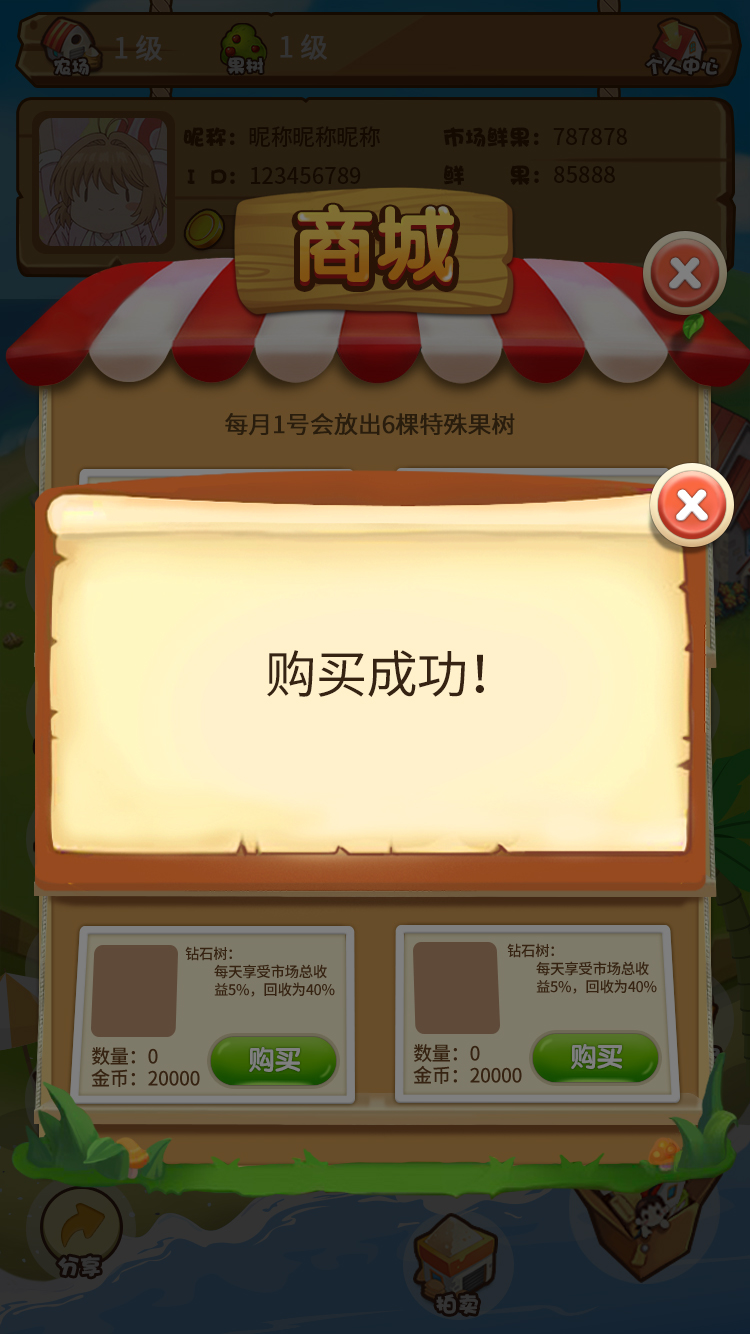 农场 1级 果树 1级 个人中心
昵称：昵称昵称昵称 市场鲜果：787878
ID：123456789 鲜果：85888
商城
每月1号会放出6棵特殊果树
购买成功！
钻石树： 钻石树：
每天享受市场总收 每天享受市场总收
益5%，回收为40% 益5%，回收为40%
数量：0 数量：0
金币：20000 购买 金币：20000 购买
分享
拍卖